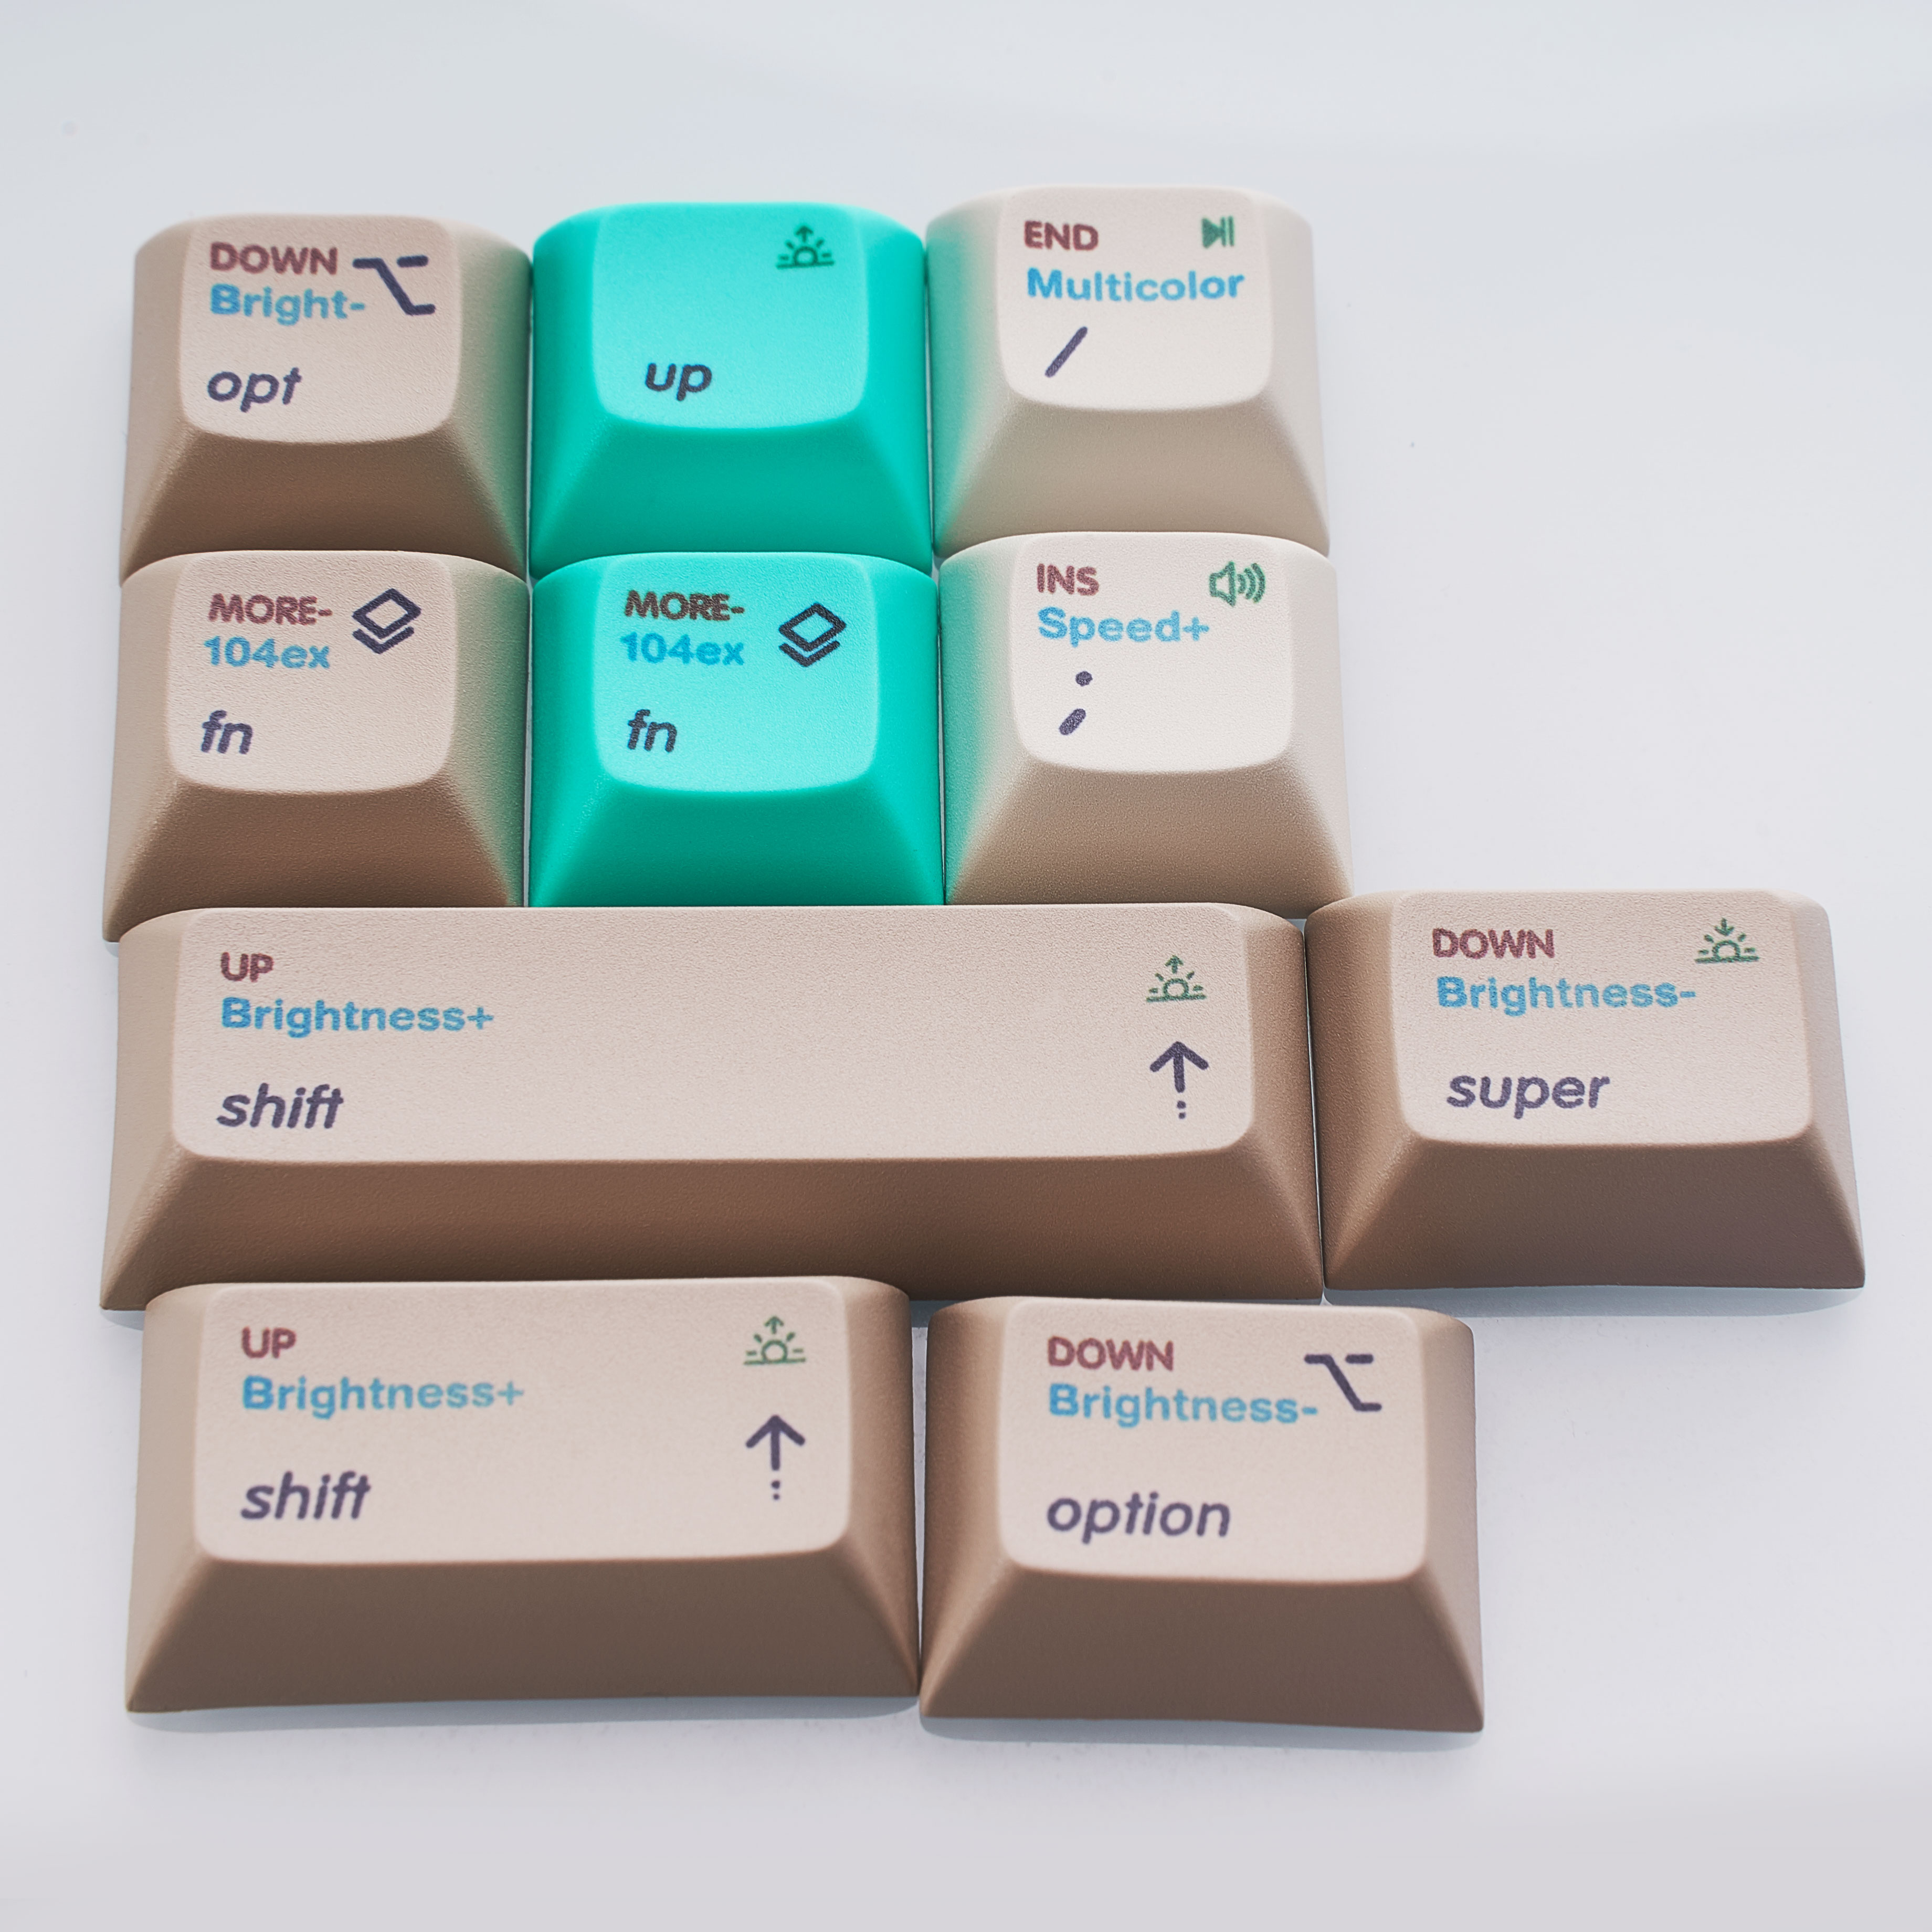 DOWN
Bright-
opt
up
END
Multicolor
/
MORE-
104ex
fn
MORE-
104ex
fn
INS
Speed+
;
UP
Brightness+
shift
DOWN
Brightness-
super
UP
Brightness+
shift
DOWN
Brightness-
option